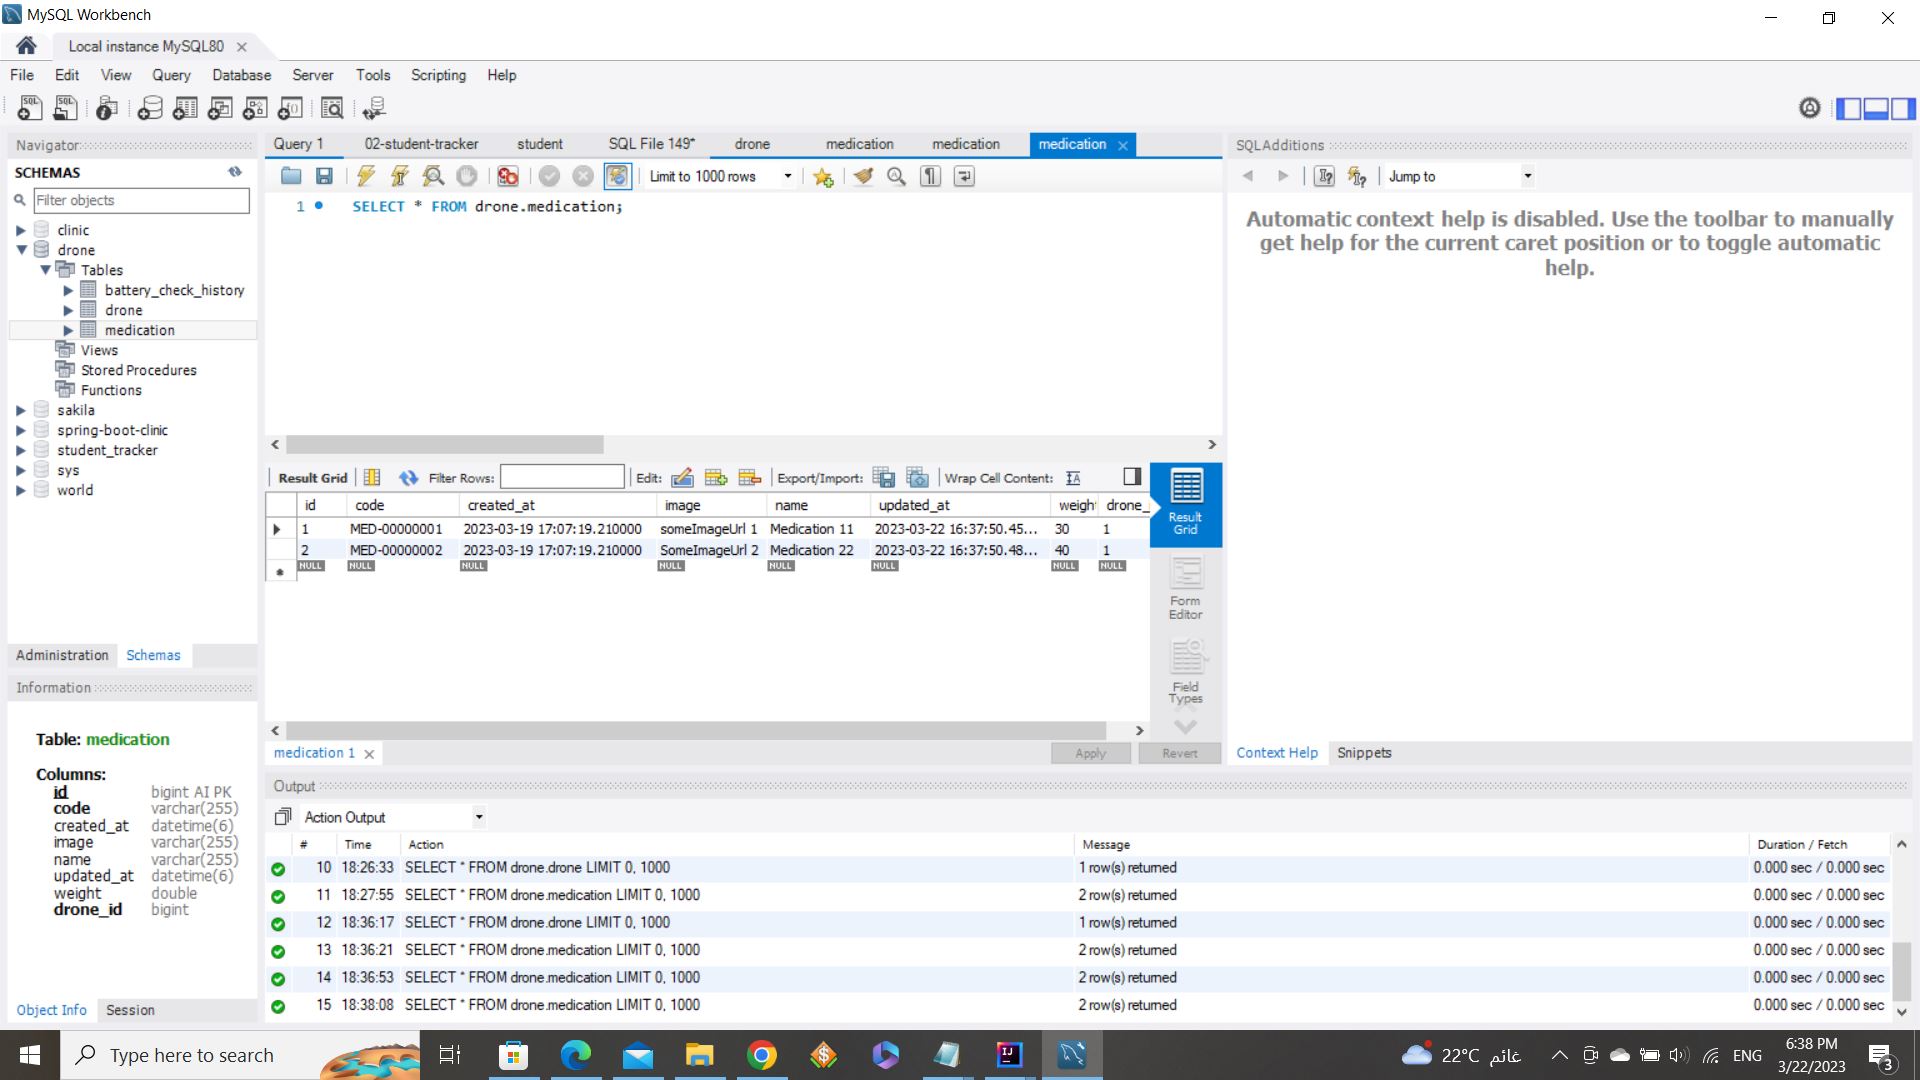 MySQL Workbench
Local instance MySQL80
File Edit View Query Database Server Tools Scripting Help
Navigator
SCHEMAS
Filter objects
clinic
drone
Tables
battery_check_history
drone
medication
Views
Stored Procedures
Functions
sakila
spring-boot-clinic
student_tracker
sys
world
Administration Schemas
Information
Table: medication
Columns:
id bigint AI PK
code varchar(255)
created_at datetime(6)
image varchar(255)
name varchar(255)
updated_at datetime(6)
weight double
drone_id bigint
Object Info Session
Query 1 02-student-tracker student SQL File 149* drone medication medication medication
Limit to 1000 rows
1 SELECT * FROM drone.medication;
Result Grid Filter Rows: Edit: Export/Import: Wrap Cell Content:
id code created_at image name updated_at weigh drone_
1 MED-00000001 2023-03-19 17:07:19.210000 someImageUrl 1 Medication 11 2023-03-22 16:37:50.45... 30 1
2 MED-00000002 2023-03-19 17:07:19.210000 SomeImageUrl 2 Medication 22 2023-03-22 16:37:50.48... 40 1
NULL NULL NULL NULL NULL NULL NULL NULL
Result
Grid
Form
Editor
Field
Types
medication 1 Apply Revert
SQLAdditions
Jump to
Automatic context help is disabled. Use the toolbar to manually
get help for the current caret position or to toggle automatic
help.
Context Help Snippets
Output
Action Output
# Time Action Message Duration / Fetch
10 18:26:33 SELECT * FROM drone.drone LIMIT 0, 1000 1 row(s) returned 0.000 sec / 0.000 sec
11 18:27:55 SELECT * FROM drone.medication LIMIT 0, 1000 2 row(s) returned 0.000 sec / 0.000 sec
12 18:36:17 SELECT * FROM drone.drone LIMIT 0, 1000 1 row(s) returned 0.000 sec / 0.000 sec
13 18:36:21 SELECT * FROM drone.medication LIMIT 0, 1000 2 row(s) returned 0.000 sec / 0.000 sec
14 18:36:53 SELECT * FROM drone.medication LIMIT 0, 1000 2 row(s) returned 0.000 sec / 0.000 sec
15 18:38:08 SELECT * FROM drone.medication LIMIT 0, 1000 2 row(s) returned 0.000 sec / 0.000 sec
Type here to search
22°C غائم
ENG
6:38 PM
3/22/2023
3